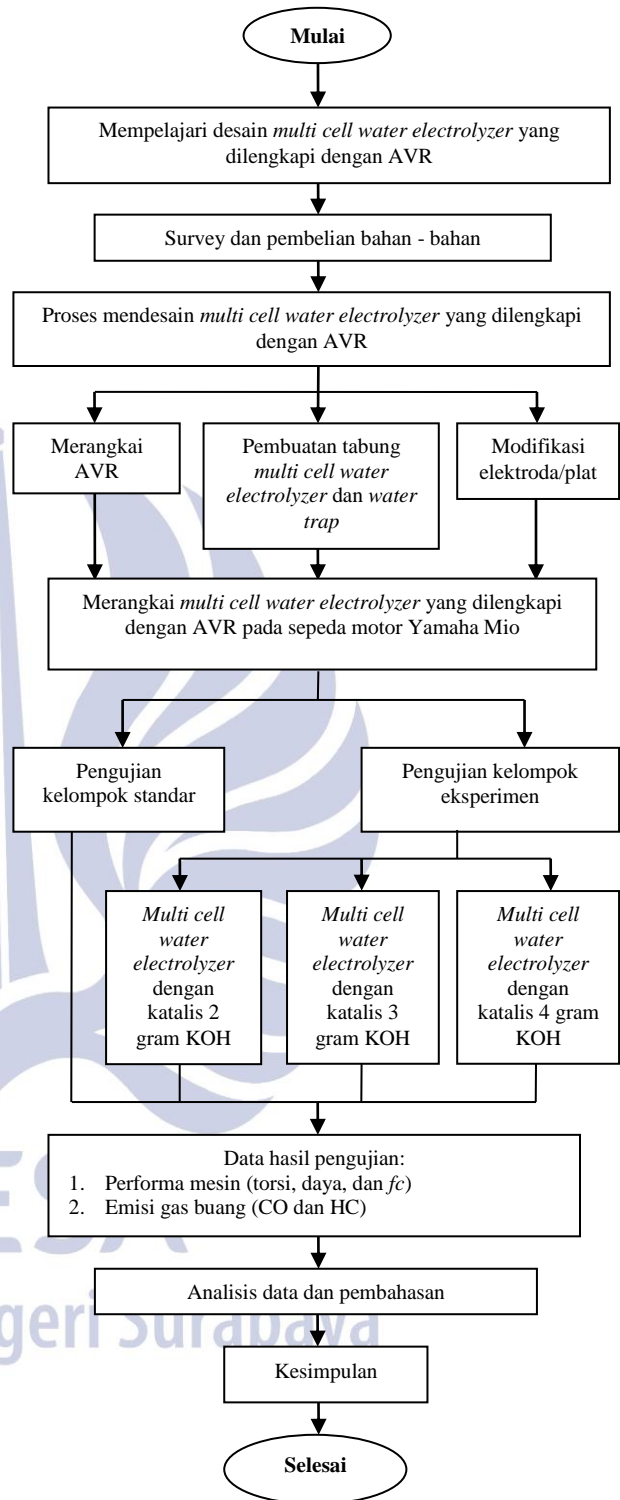 Mulai
Mempelajari desain multi cell water electrolyzer yang
dilengkapi dengan AVR
Survey dan pembelian bahan - bahan
Proses mendesain multi cell water electrolyzer yang dilengkapi
dengan AVR
Merangkai
AVR
Pembuatan tabung
multi cell water
electrolyzer dan water
trap
Modifikasi
elektroda/plat
Merangkai multi cell water electrolyzer yang dilengkapi
dengan AVR pada sepeda motor Yamaha Mio
Pengujian
kelompok standar
Pengujian kelompok
eksperimen
Multi cell
water
electrolyzer
dengan
katalis 2
gram KOH
Multi cell
water
electrolyzer
dengan
katalis 3
gram KOH
Multi cell
water
electrolyzer
dengan
katalis 4 gram
KOH
Data hasil pengujian:
1. Performa mesin (torsi, daya, dan fc)
2. Emisi gas buang (CO dan HC)
ESA
Analisis data dan pembahasan
geri Surabaya
Kesimpulan
Selesai